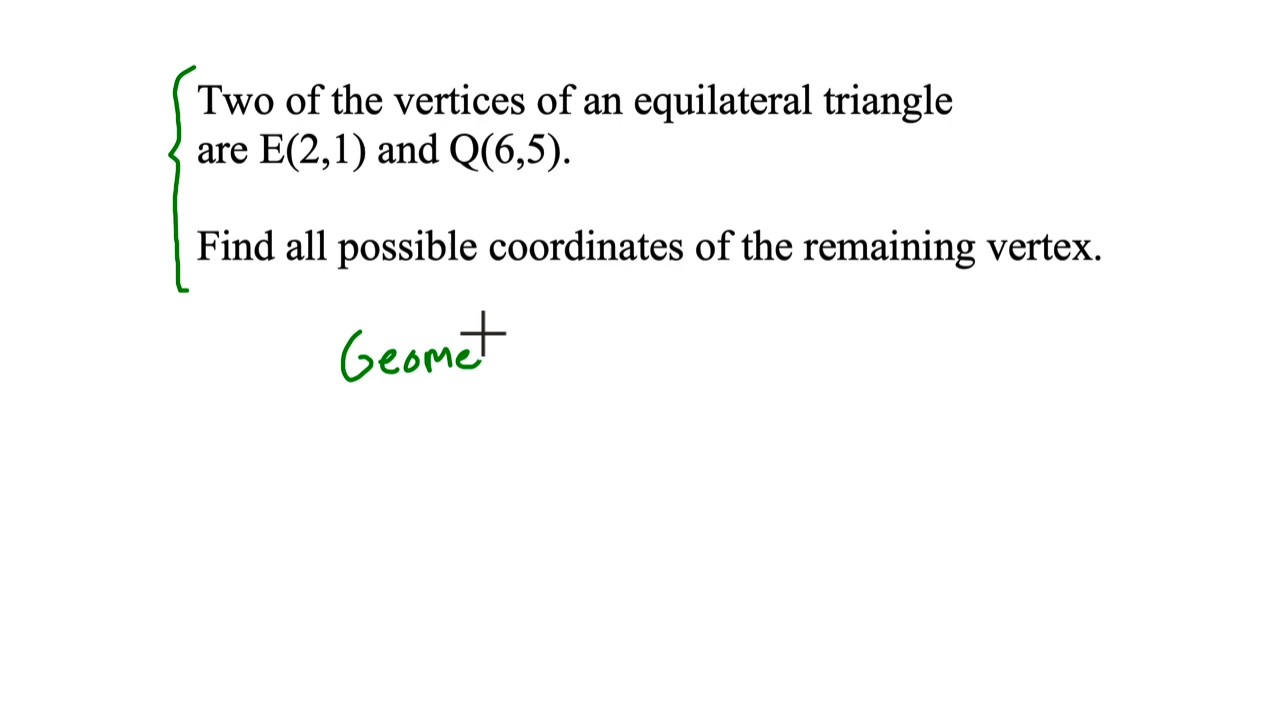 Two of the vertices of an equilateral triangle
are E(2,1) and Q(6,5).
Find all possible coordinates of the remaining vertex.
Geome